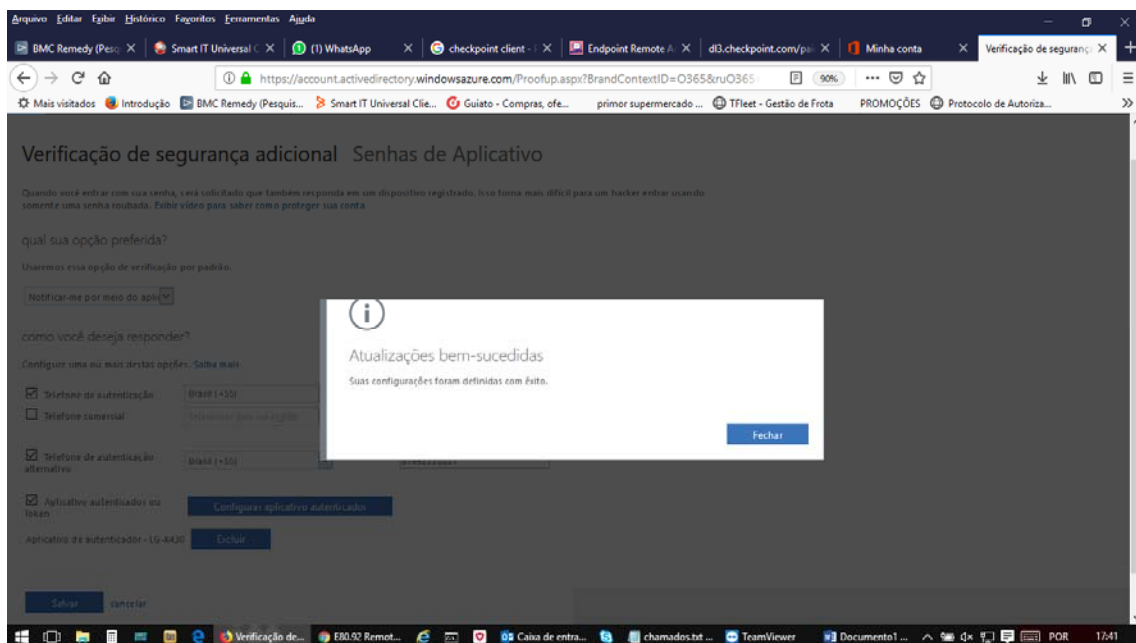 Arquivo Editar Exibir Histórico Favoritos Ferramentas Ajuda
BMC Remedy (Pesq Smart IT Universal C (1) WhatsApp checkpoint client - Endpoint Remote A dl3.checkpoint.com/pa Minha conta Verificação de segurança
https://account.activedirectory.windowsazure.com/Proofup.aspx?BrandContextID=O365&ruO365 90%
Mais visitados Introdução BMC Remedy (Pesquis... Smart IT Universal Clie... Guiato - Compras, ofe... primor supermercado ... TFleet - Gestão de Frota PROMOÇÕES Protocolo de Autoriza...
Verificação de segurança adicional Senhas de Aplicativo
Quando você entrar com sua senha, será solicitado que também responda em um dispositivo registrado. Isso torna mais difícil para um hacker entrar usando
somente uma senha roubada. Exibir vídeo para saber como proteger sua conta
qual sua opção preferida?
Usaremos essa opção de verificação por padrão.
Notificar-me por meio do apli
como você deseja responder?
Configure uma ou mais destas opções. Saiba mais
Telefone de autenticação Brasil (+55)
Telefone comercial
Telefone de autenticação
alternativo Brasil (+55)
Aplicativo autenticador ou
token Configurar aplicativo autenticador
Aplicativo de autenticador - LG-X430 Excluir
Salvar cancelar
Atualizações bem-sucedidas
Suas configurações foram definidas com êxito.
Fechar
Verificação de... E80.92 Remot... Caixa de entra... chamados.txt ... TeamViewer Documento1 ... POR 17:41